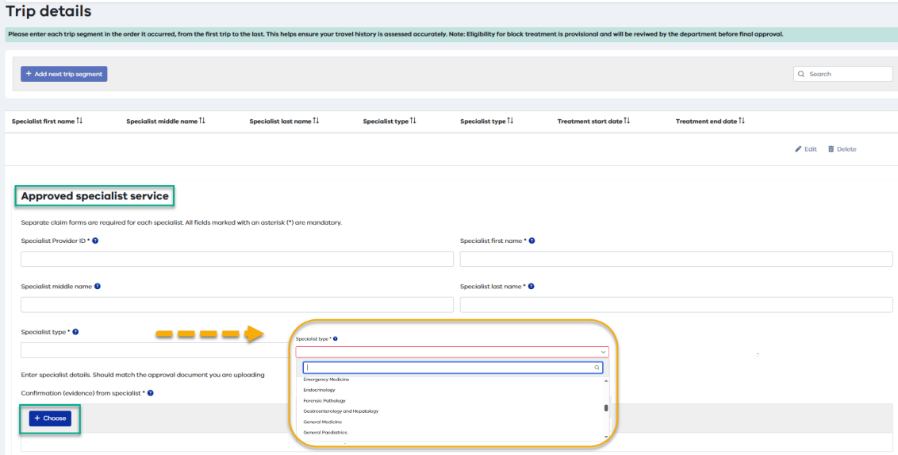 Trip details
Please enter each trip segment in the order it occurred, from the first trip to the last. This helps ensure your travel history is assessed accurately. Note: Eligibility for block treatment is provisional and will be reviwed by the department before final approval.
+ Add next trip segment
Search
Specialist first name Specialist middle name Specialist last name Specialist type Specialist type Treatment start date Treatment end date
Edit Delete
Approved specialist service
Separate claim forms are required for each specialist. All fields marked with an asterisk (*) are mandatory.
Specialist Provider ID * ? Specialist first name * ?
Specialist middle name ? Specialist last name * ?
Specialist type * ?
Specialist type * ?
Enter specialist details. Should match the approval document you are uploading
Emergency Medicine
Endocrinology
Confirmation (evidence) from specialist * ?
Forensic Pathology
Gastroenterology and Hepatology
+ Choose
General Medicine
General Paediatrics